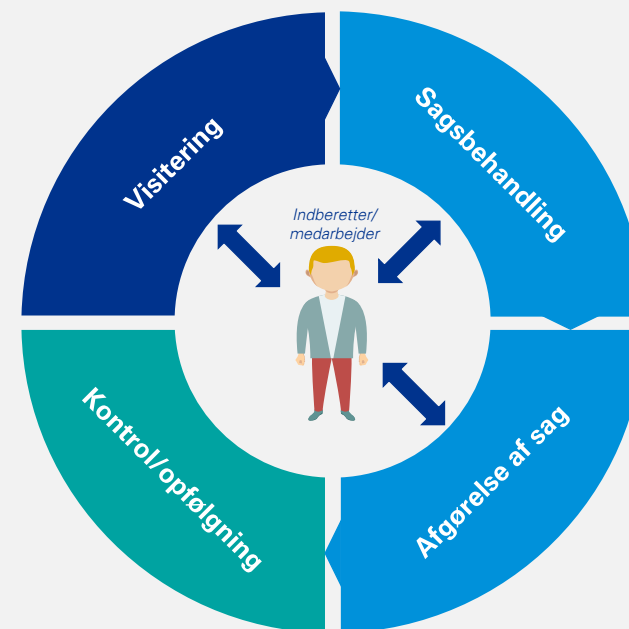 Visitering
Sagsbehandling
Indberetter/
medarbejder
Kontrol/opfølgning
Afgørelse af sag